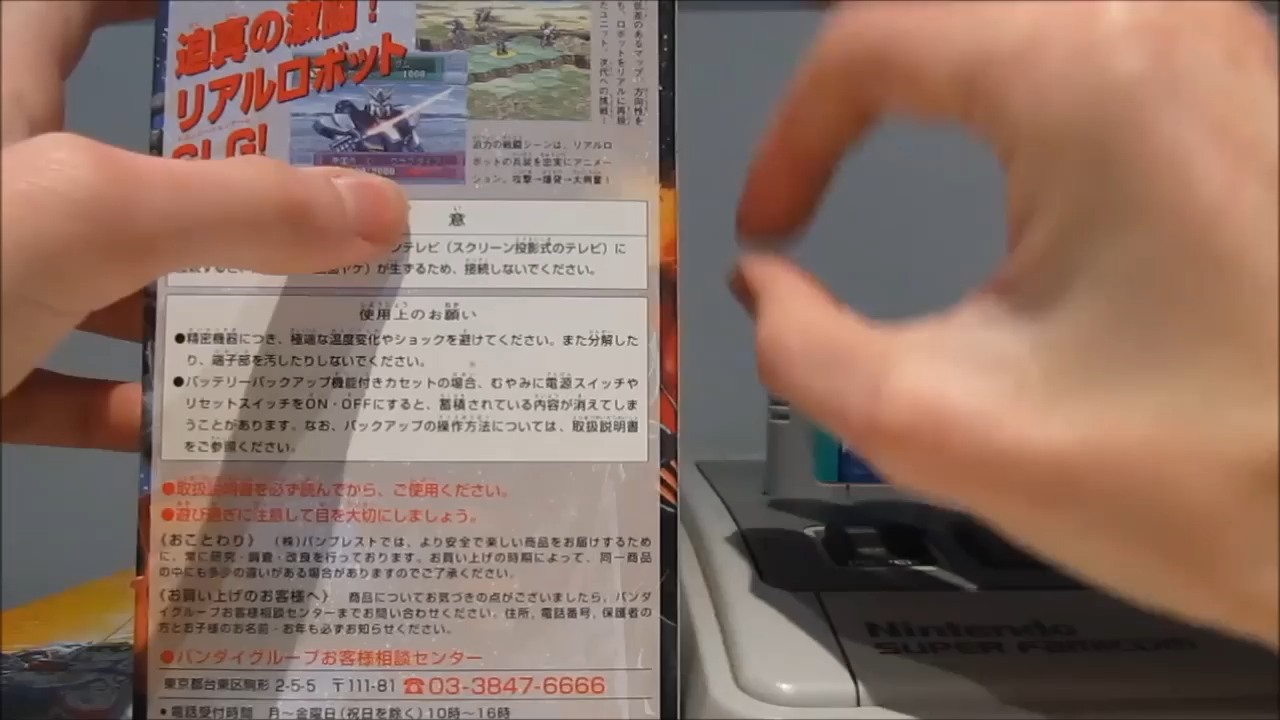 迫真の激闘!
リアルロボット
SLG!
1000
も、ロボットをリアルに再現
たユニット、次代への挑戦!
迫力の戦闘シーンは、リアルロ
ボットの兵装を忠実にアニメー
ション。攻撃→爆発→大興奮!
意
ンテレビ(スクリーン投影式のテレビ)に
が生ずるため、接続しないでください。
使用上のお願い
●精密機器につき、極端な温度変化やショックを避けてください。また分解した
り、端子部を汚したりしないでください。
●バッテリーバックアップ機能付きカセットの場合、むやみに電源スイッチや
リセットスイッチをON・OFFにすると、蓄積されている内容が消えてしま
うことがあります。なお、バックアップの操作方法については、取扱説明書
をご参照ください。
●取扱説明書を必ず読んでから、ご使用ください。
●遊び過ぎに注意して目を大切にしましょう。
《おことわり》 (株)バンプレストでは、より安全で楽しい商品をお届けするため
に、常に研究・調査・改良を行っております。お買い上げの時期によって、同一商品
の中にも多少の違いがある場合がありますのでご了承ください。
《お買い上げのお客様へ》 商品についてお気づきの点がございましたら、バンダ
イグループお客様相談センターまでお問い合わせください。住所、電話番号、保護者の
方とお子様のお名前・お年も必ずお知らせください。
●バンダイグループお客様相談センター
東京都台東区駒形 2-5-5 〒111-81 ☎03-3847-6666
●電話受付時間 月〜金曜日(祝日を除く)10時〜16時
Nintendo
SUPER FAMICOM